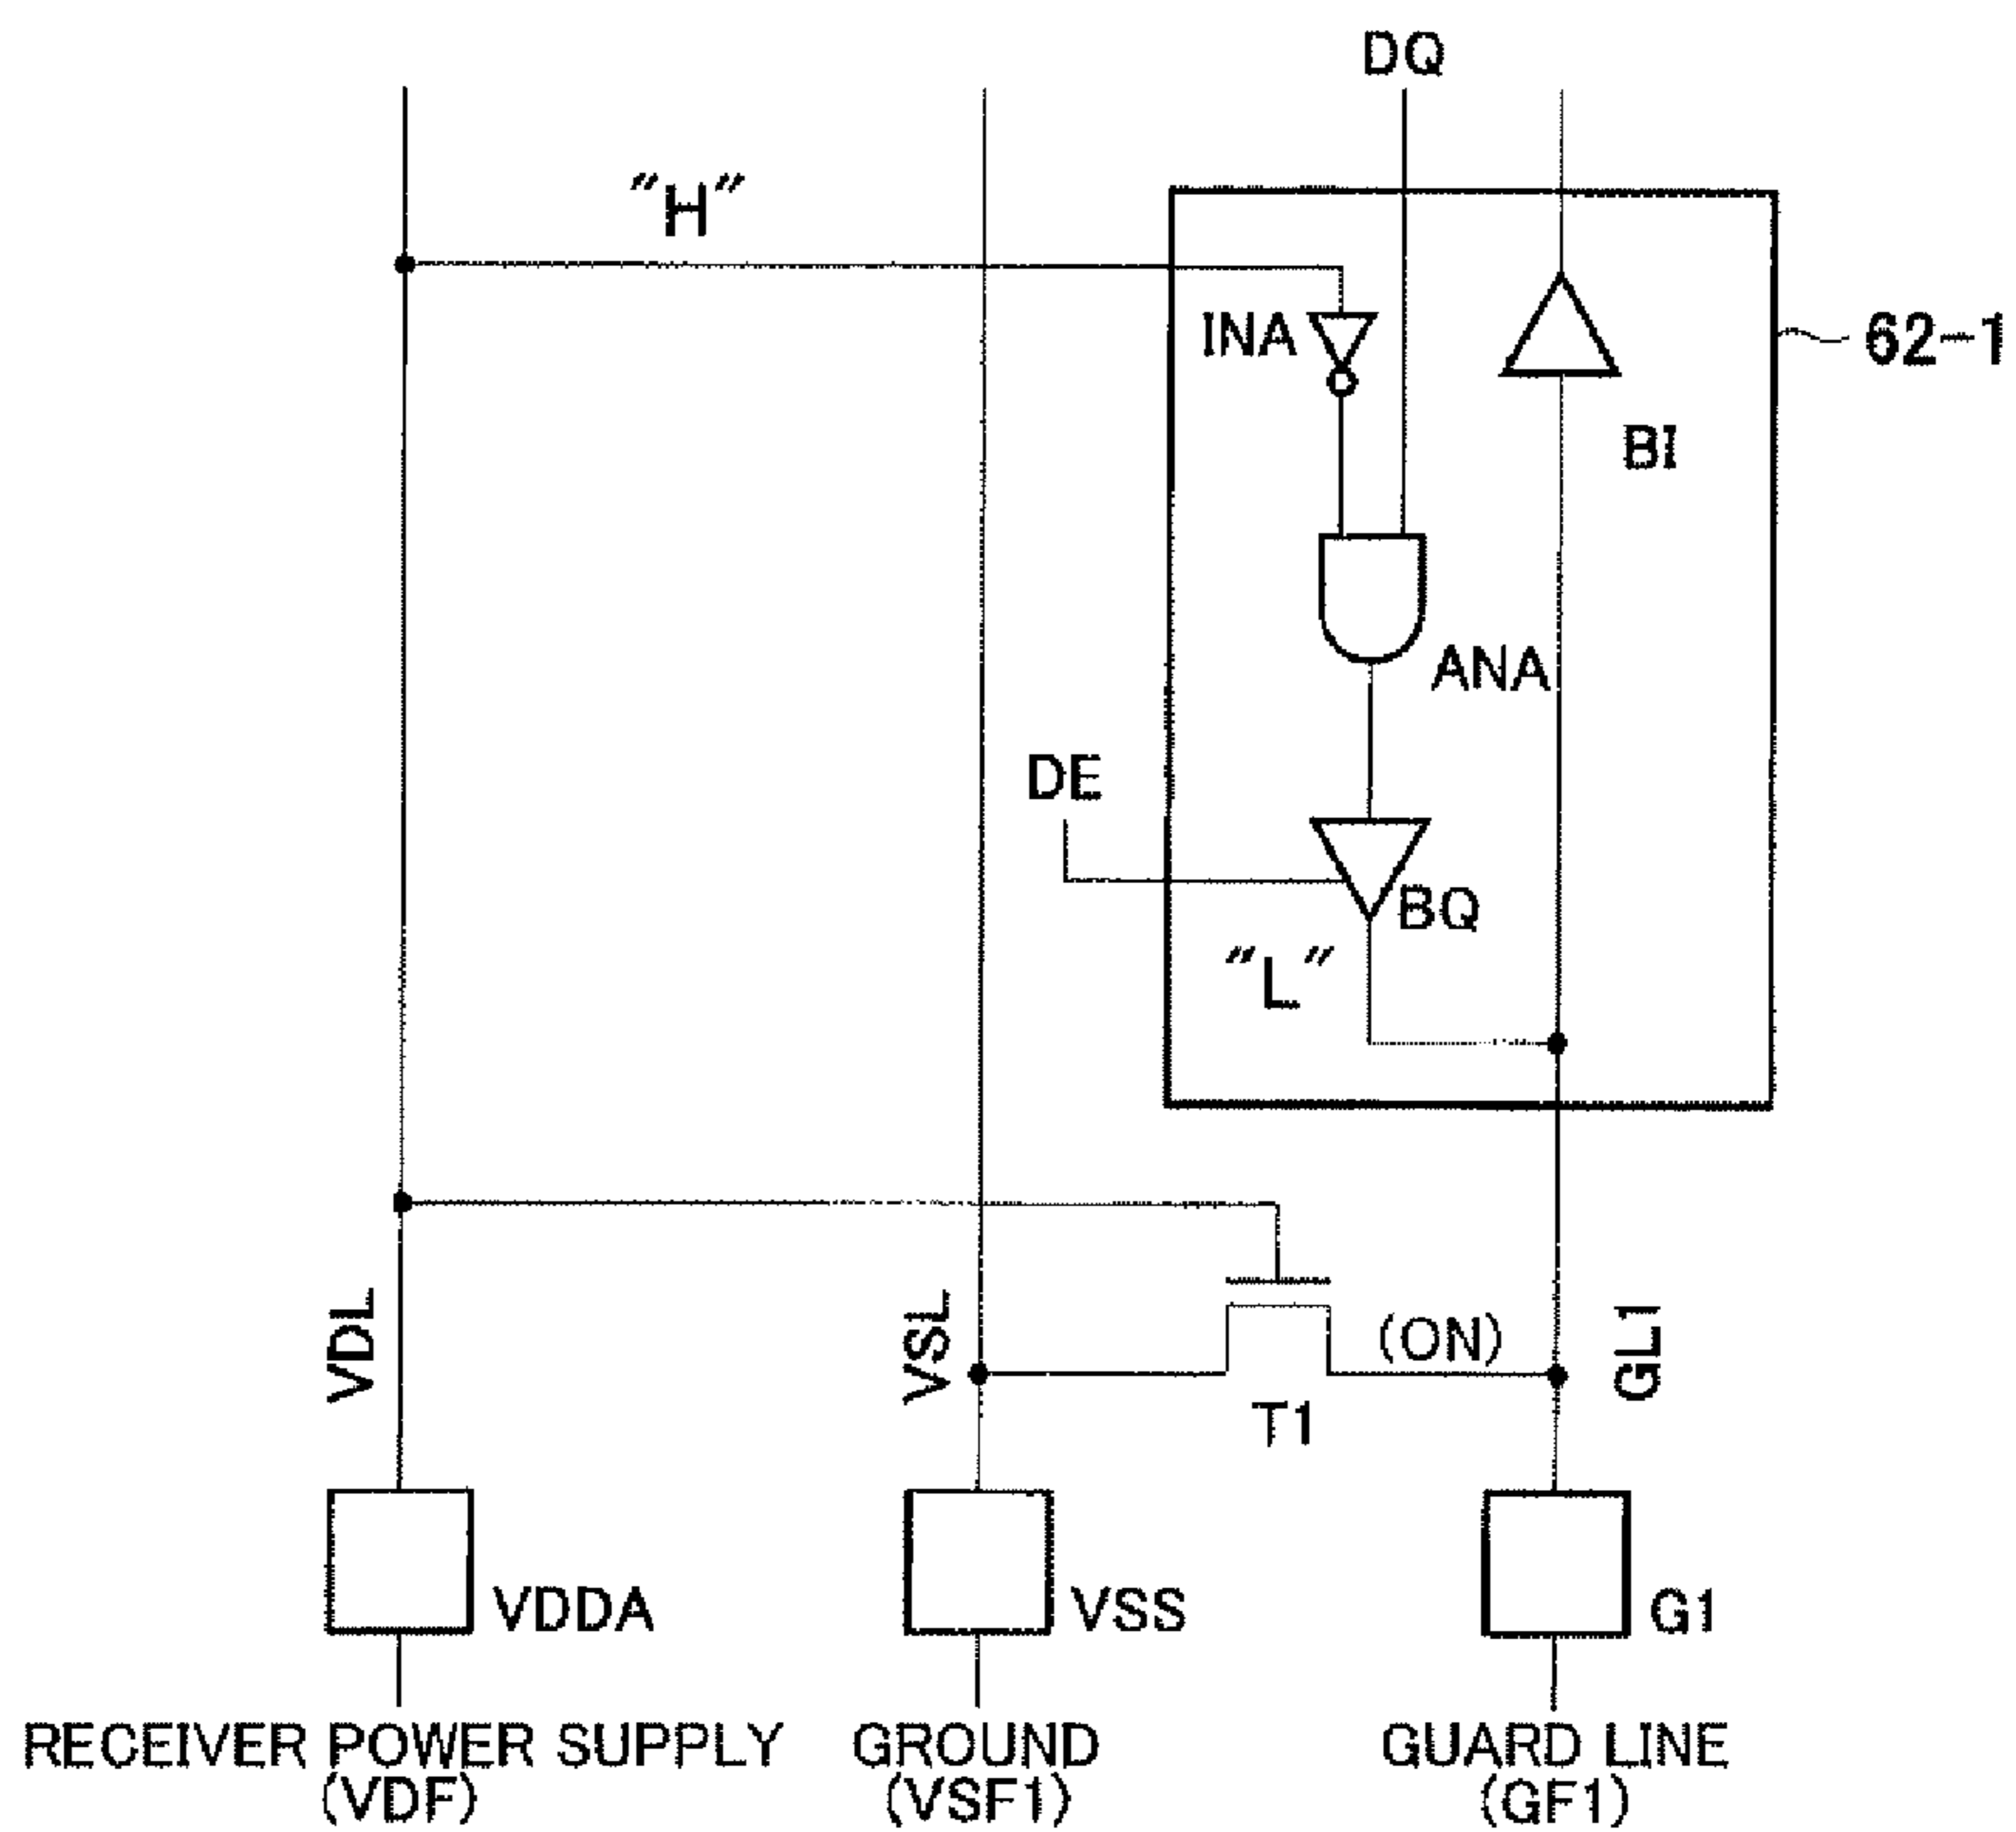 DQ
"H"
INA
62-1
BI
ANA
DE
BQ
"L"
VDL
VSL
(ON)
GL1
T1
VDDA
VSS
G1
RECEIVER POWER SUPPLY
(VDF)
GROUND
(VSF1)
GUARD LINE
(GF1)